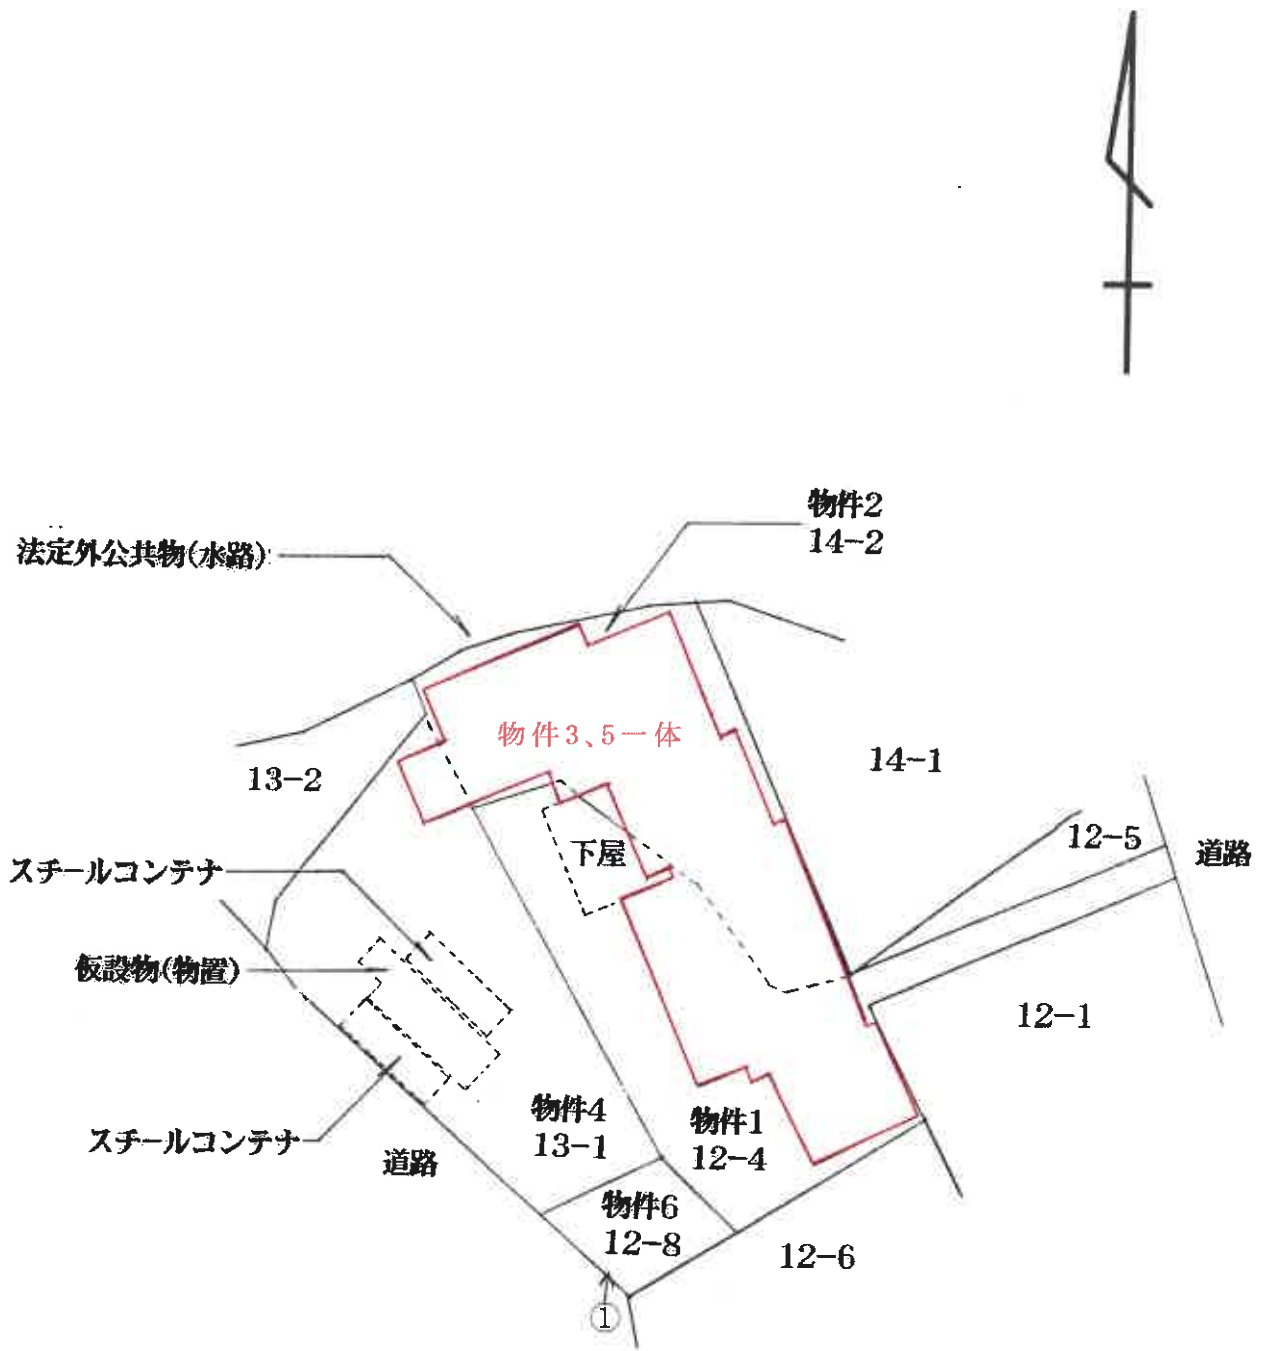 物件2
14-2
法定外公共物(水路)
物件3、5一体
14-1
13-2
12-5
道路
下屋
スチールコンテナ
仮設物(物置)
12-1
物件4
13-1
物件1
12-4
スチールコンテナ
道路
物件6
12-8
12-6
①